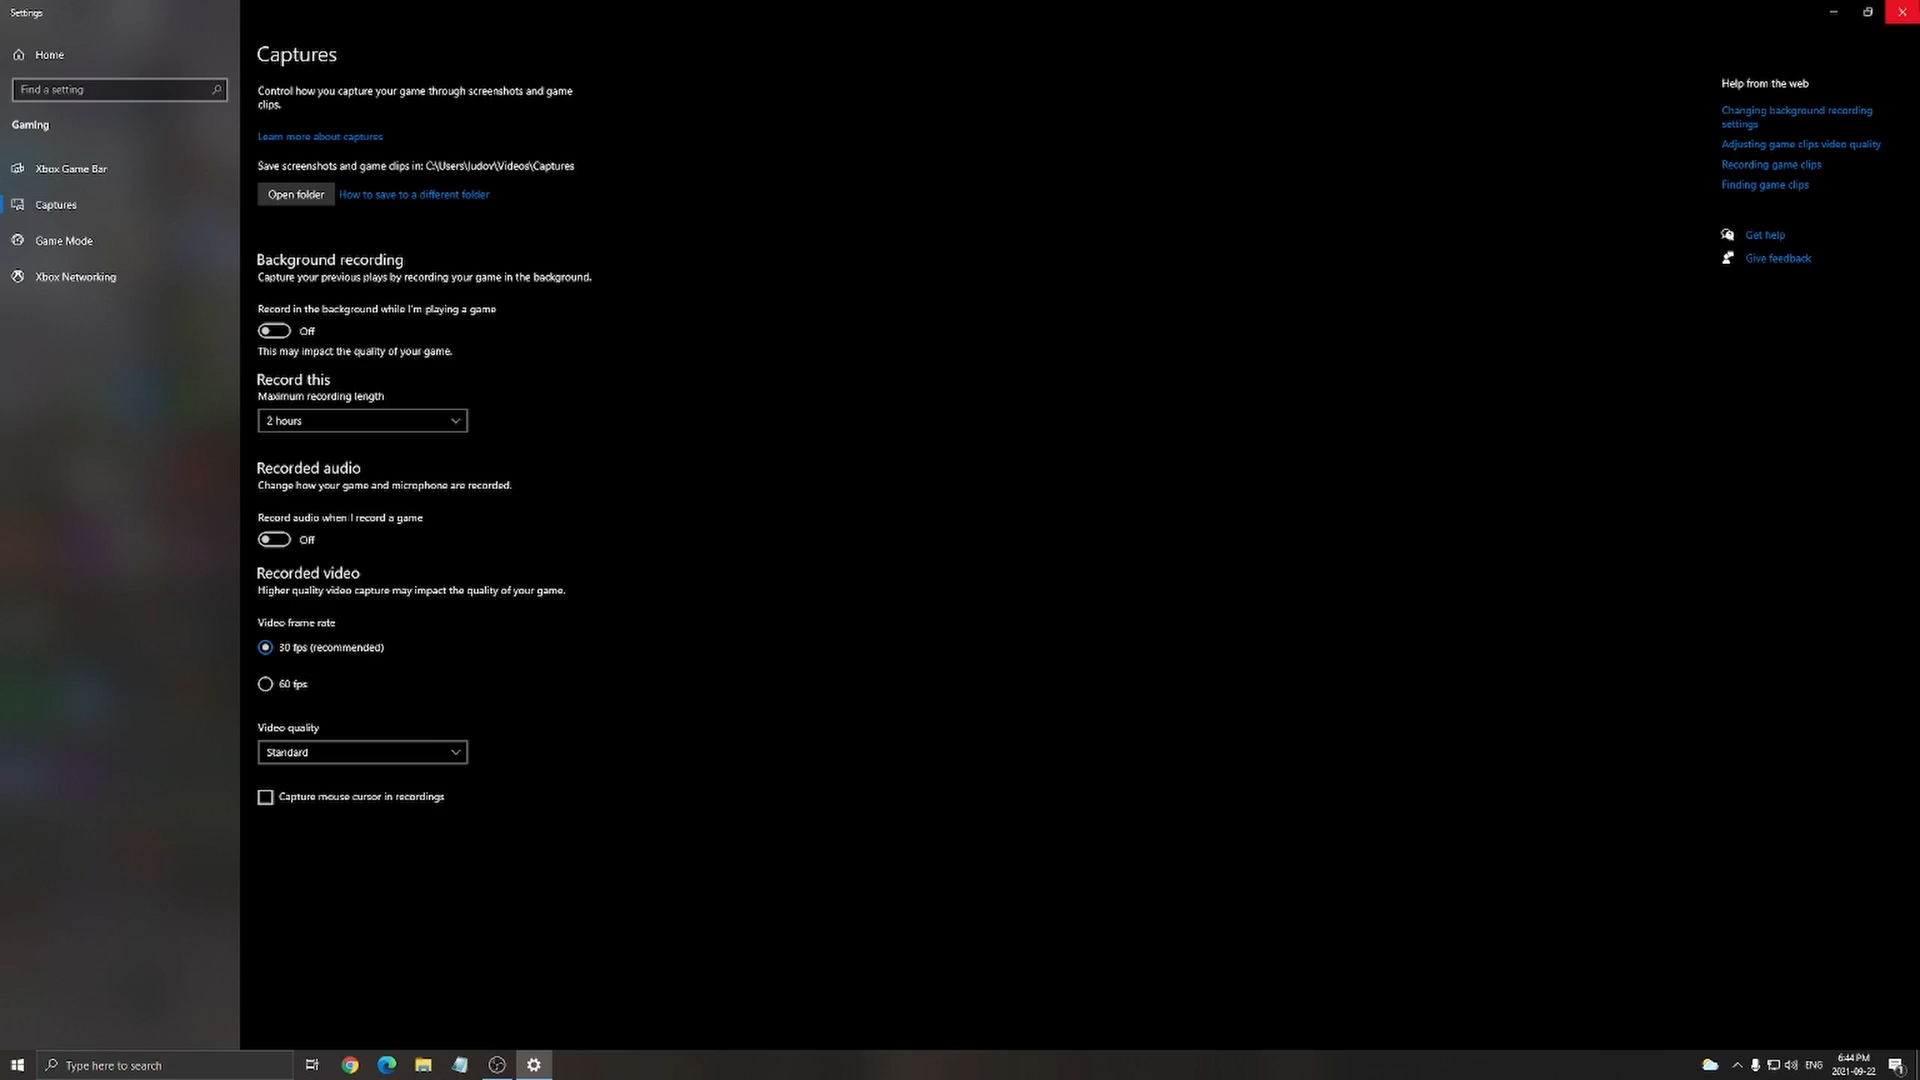 Settings
Home
Find a setting
Gaming
Xbox Game Bar
Captures
Game Mode
Xbox Networking
Captures
Control how you capture your game through screenshots and game
clips.
Learn more about captures
Save screenshots and game clips in: C:\Users\Judov\Videos\Captures
Open folder
How to save to a different folder
Background recording
Capture your previous plays by recording your game in the background.
Record in the background while I'm playing a game
Off
This may impact the quality of your game.
Record this
Maximum recording length
2 hours
Recorded audio
Change how your game and microphone are recorded.
Record audio when I record a game
Off
Recorded video
Higher quality video capture may impact the quality of your game.
Video frame rate
30 fps (recommended)
60 fps
Video quality
Standard
Capture mouse cursor in recordings
Help from the web
Changing background recording
settings
Adjusting game clips video quality
Recording game clips
Finding game clips
Get help
Give feedback
Type here to search
ENG
6:44 PM
2021-09-22
1